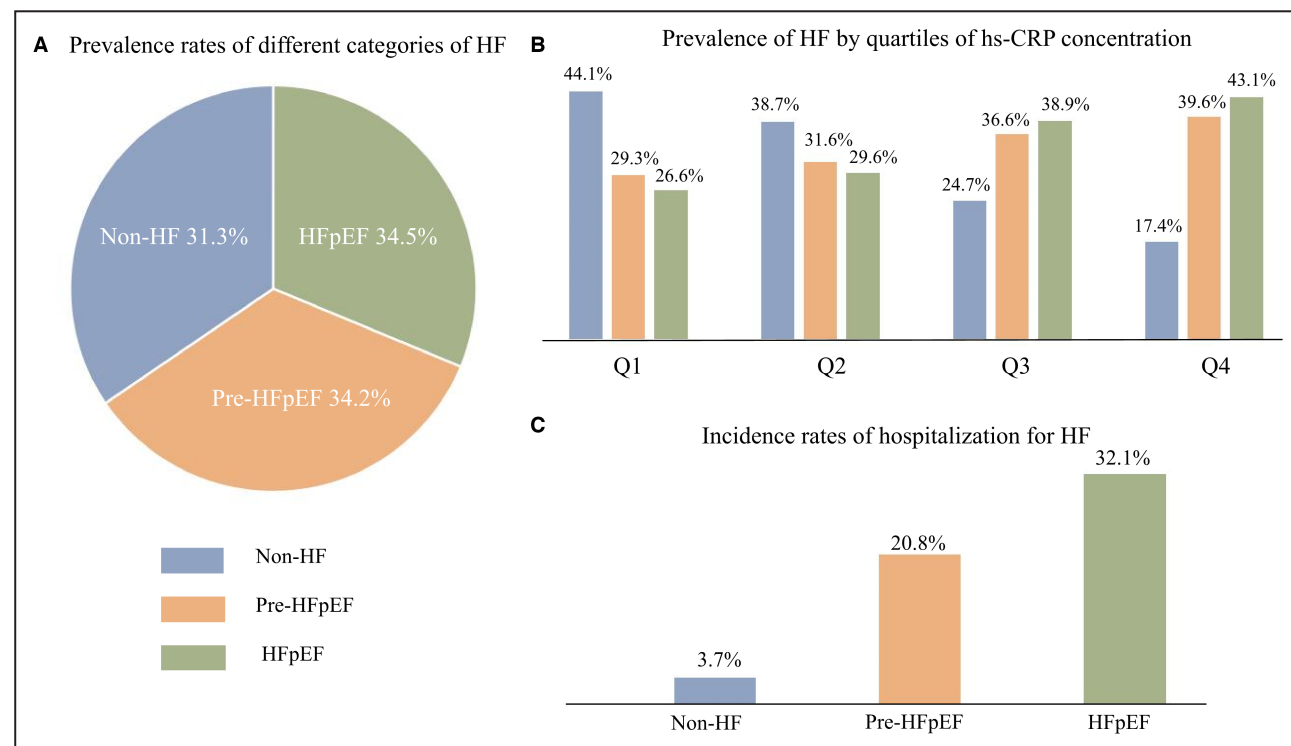 A Prevalence rates of different categories of HF
Non-HF 31.3%
HFpEF 34.5%
Pre-HFpEF 34.2%
Non-HF
Pre-HFpEF
HFpEF
B Prevalence of HF by quartiles of hs-CRP concentration
44.1%
29.3%
26.6%
38.7%
31.6%
29.6%
24.7%
36.6%
38.9%
17.4%
39.6%
43.1%
Q1 Q2 Q3 Q4
C Incidence rates of hospitalization for HF
3.7%
20.8%
32.1%
Non-HF Pre-HFpEF HFpEF